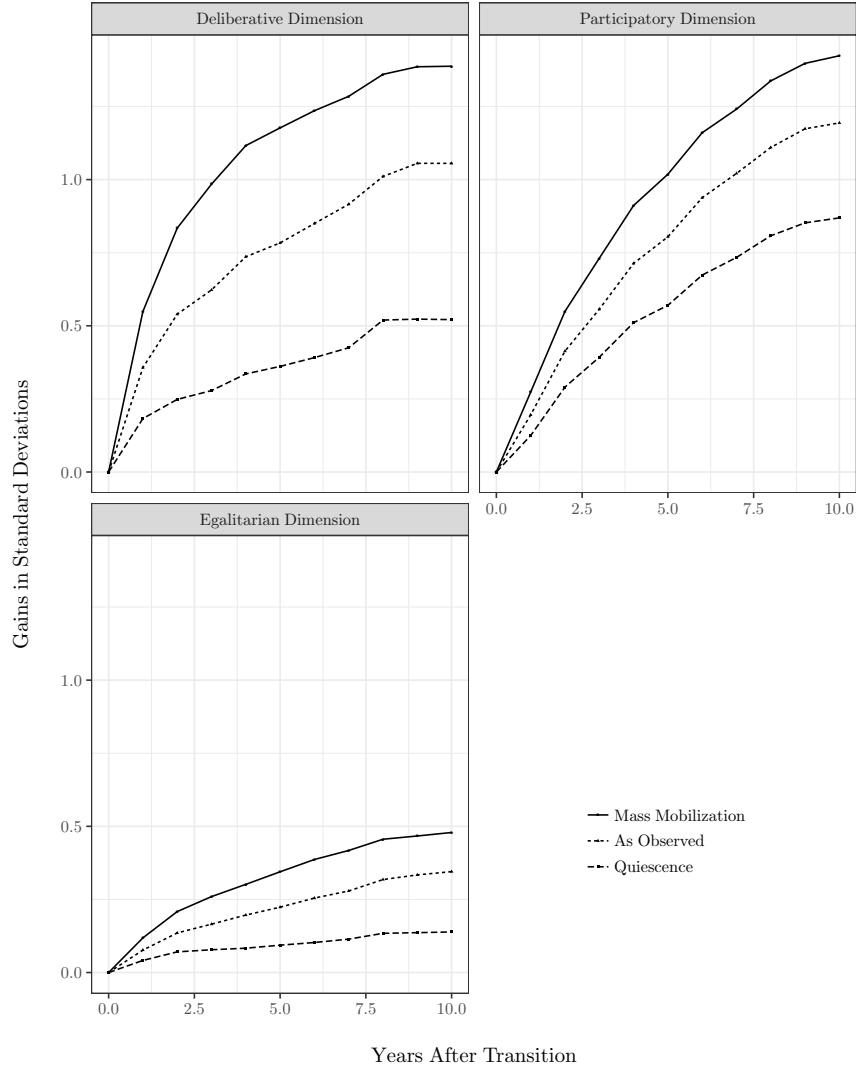 Deliberative Dimension
Participatory Dimension
1.0
0.5
0.0
0.0 2.5 5.0 7.5 10.0
Egalitarian Dimension
1.0
0.5
0.0
0.0 2.5 5.0 7.5 10.0
Gains in Standard Deviations
Mass Mobilization
As Observed
Quiescence
Years After Transition